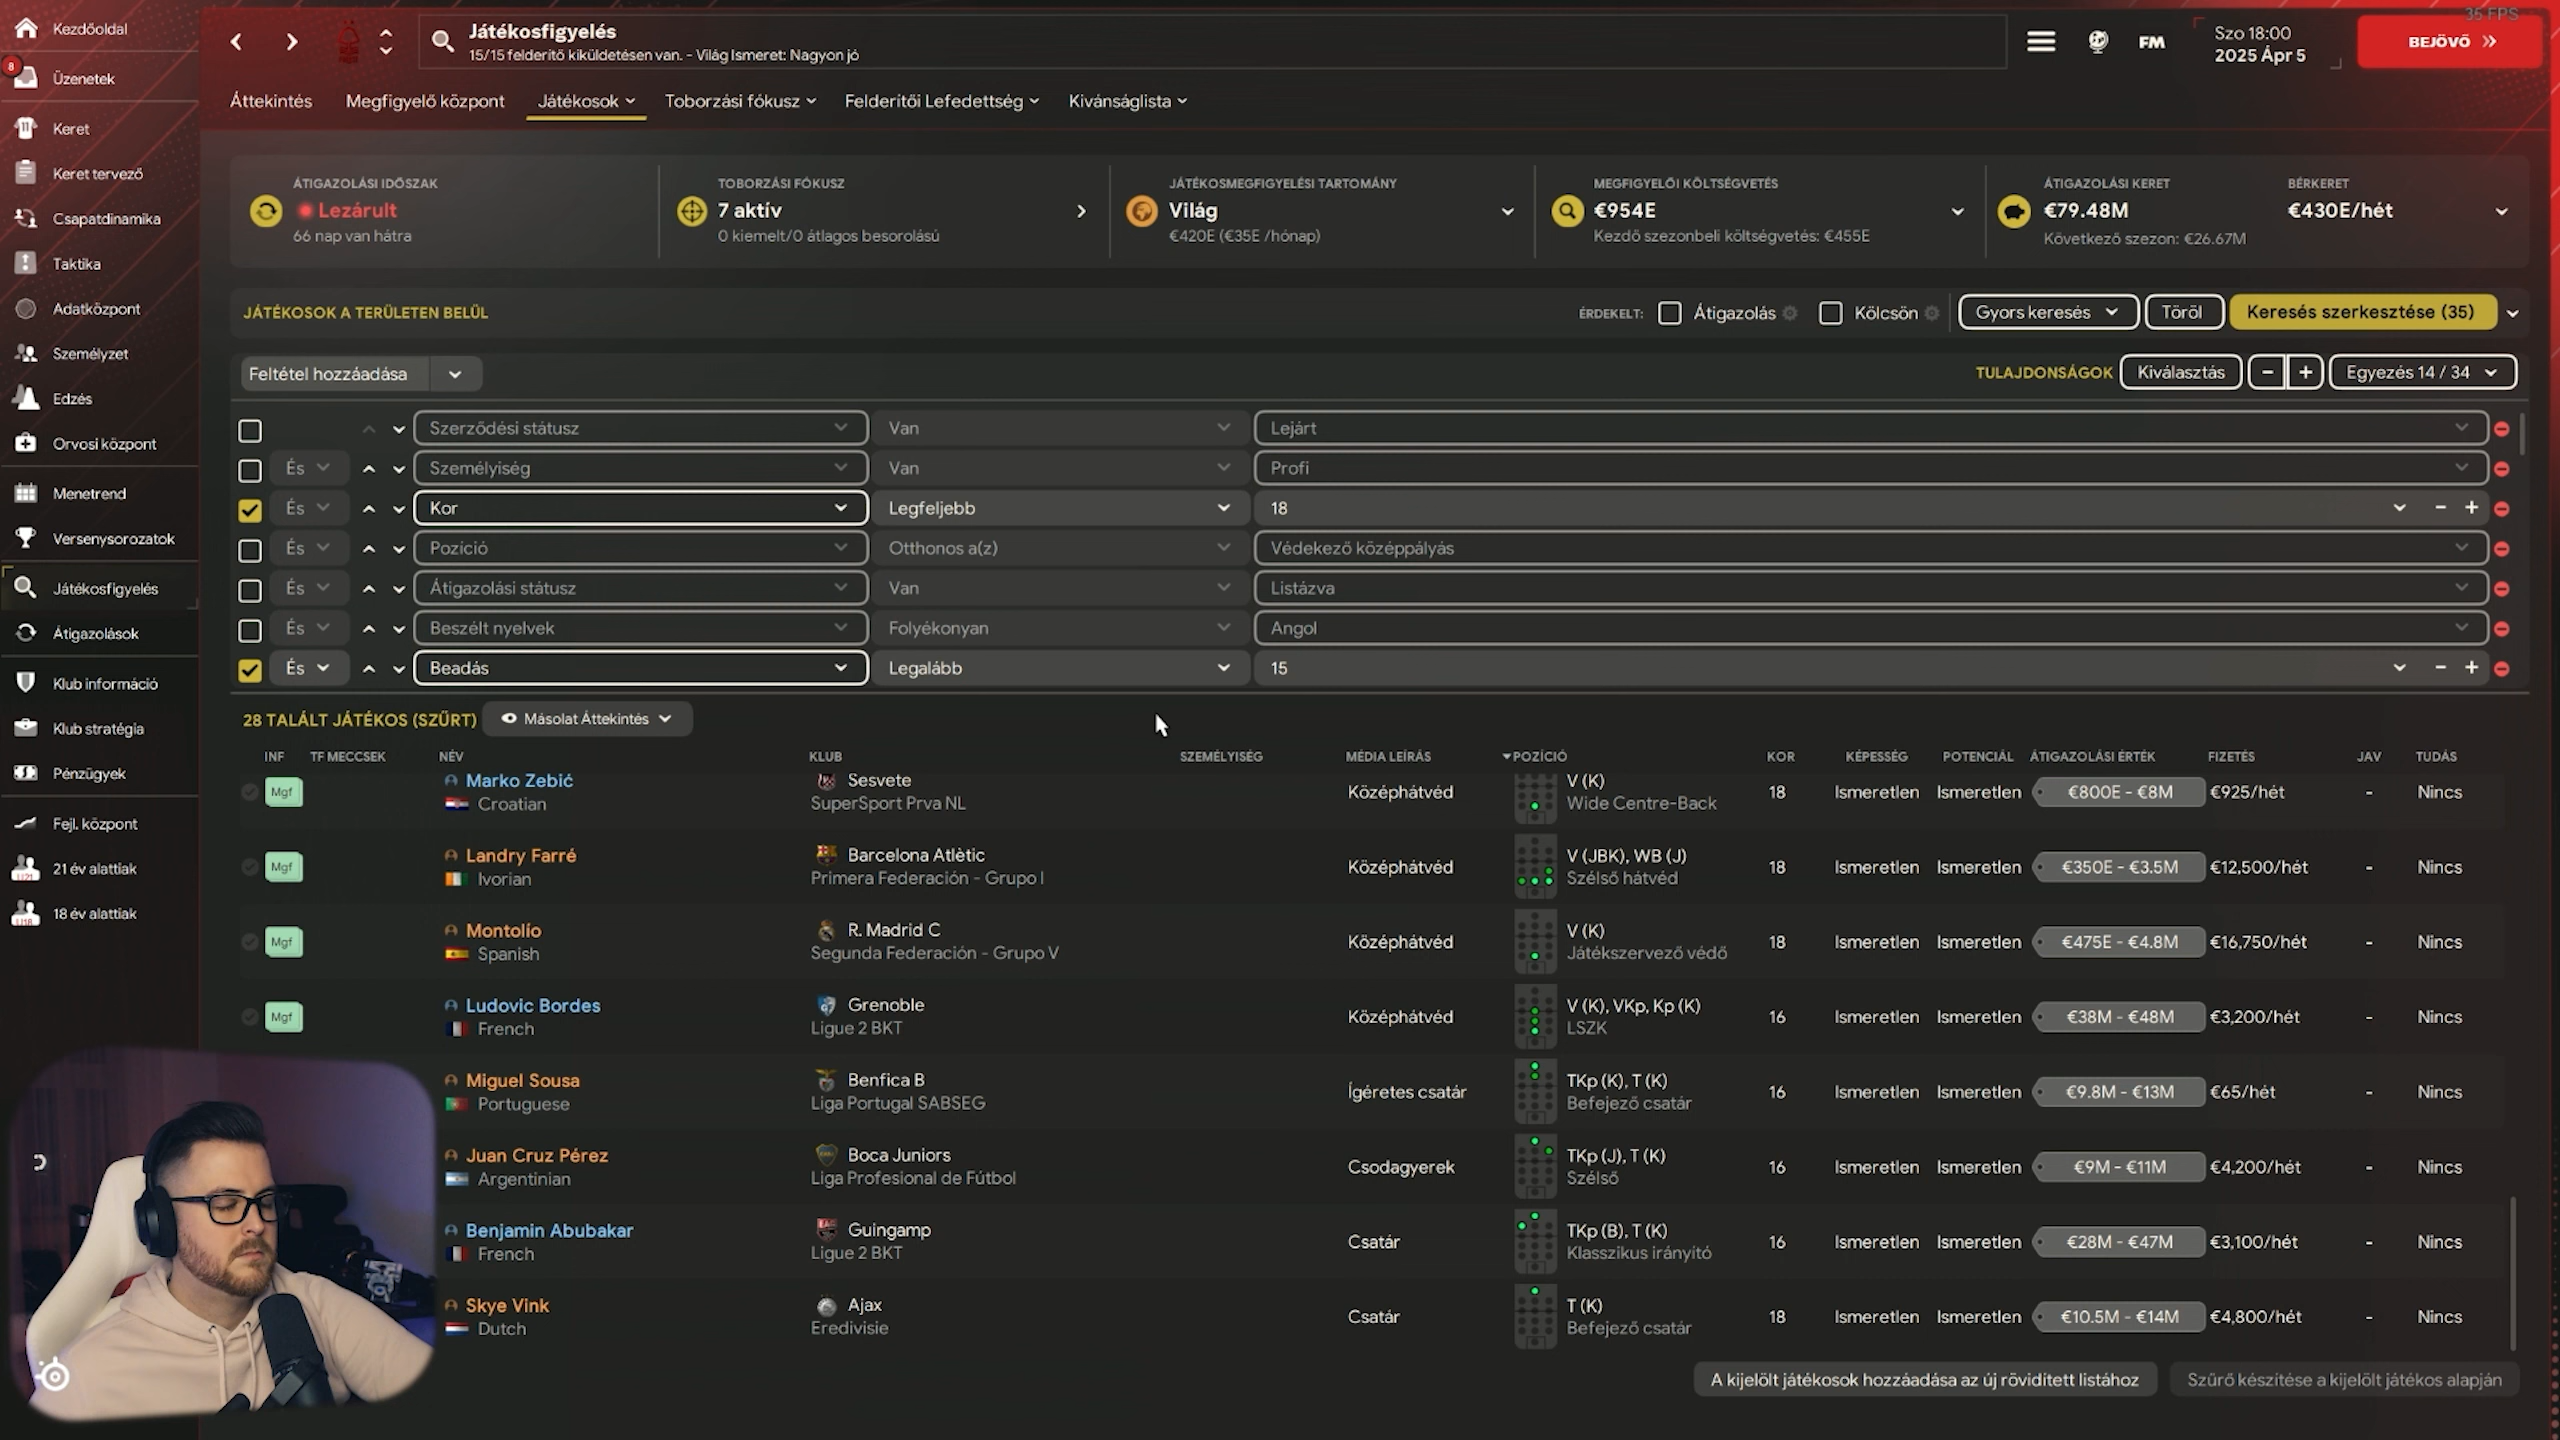 Kezdőoldal
8
Üzenetek
Keret
Keret tervező
Csapatdinamika
Taktika
Adatközpont
Személyzet
Edzés
Orvosi központ
Menetrend
Versenysorozatok
Játékosfigyelés
Átigazolások
Klub információ
Klub stratégia
Pénzügyek
Fejl. központ
21 év alattiak
18 év alattiak
Játékosfigyelés
15/15 felderítő kiküldetésen van. - Világ Ismeret: Nagyon jó
FM
Szo 18:00
2025 Ápr 5
35 FPS
BEJÖVŐ
Áttekintés Megfigyelő központ Játékosok Toborzási fókusz Felderítői Lefedettség Kívánságlista
ÁTIGAZOLÁSI IDŐSZAK
Lezárult
66 nap van hátra
TOBORZÁSI FÓKUSZ
7 aktív
0 kiemelt/0 átlagos besorolású
JÁTÉKOSMEGFIGYELÉSI TARTOMÁNY
Világ
€420E (€35E /hónap)
MEGFIGYELŐI KÖLTSÉGVETÉS
€954E
Kezdő szezonbeli költségvetés: €455E
ÁTIGAZOLÁSI KERET
€79.48M
Következő szezon: €26.67M
BÉRKERET
€430E/hét
JÁTÉKOSOK A TERÜLETEN BELÜL
ÉRDEKELT: Átigazolás Kölcsön Gyors keresés Töröl Keresés szerkesztése (35)
Feltétel hozzáadása
TULAJDONSÁGOK Kiválasztás - + Egyezés 14 / 34
Szerződési státusz Van Lejárt
És Személyiség Van Profi
És Kor Legfeljebb 18 - +
És Pozíció Otthonos a(z) Védekező középpályás
És Átigazolási státusz Van Listázva
És Beszélt nyelvek Folyékonyan Angol
És Beadás Legalább 15 - +
28 TALÁLT JÁTÉKOS (SZŰRT) Másolat Áttekintés
INF TF MECCSEK NÉV KLUB SZEMÉLYISÉG MÉDIA LEÍRÁS POZÍCIÓ KOR KÉPESSÉG POTENCIÁL ÁTIGAZOLÁSI ÉRTÉK FIZETÉS JAV TUDÁS
Mgf Marko Zebić Sesvete Középhátvéd V (K) 18 Ismeretlen Ismeretlen €800E - €8M €925/hét - Nincs
Croatian SuperSport Prva NL Wide Centre-Back
Mgf Landry Farré Barcelona Atlètic Középhátvéd V (JBK), WB (J) 18 Ismeretlen Ismeretlen €350E - €3.5M €12,500/hét - Nincs
Ivorian Primera Federación - Grupo I Szélső hátvéd
Mgf Montolío R. Madrid C Középhátvéd V (K) 18 Ismeretlen Ismeretlen €475E - €4.8M €16,750/hét - Nincs
Spanish Segunda Federación - Grupo V Játékszervező védő
Mgf Ludovic Bordes Grenoble Középhátvéd V (K), VKp, Kp (K) 16 Ismeretlen Ismeretlen €38M - €48M €3,200/hét - Nincs
French Ligue 2 BKT LSZK
Miguel Sousa Benfica B Ígéretes csatár TKp (K), T (K) 16 Ismeretlen Ismeretlen €9.8M - €13M €65/hét - Nincs
Portuguese Liga Portugal SABSEG Befejező csatár
Juan Cruz Pérez Boca Juniors Csodagyerek TKp (J), T (K) 16 Ismeretlen Ismeretlen €9M - €11M €4,200/hét - Nincs
Argentinian Liga Profesional de Fútbol Szélső
Benjamin Abubakar Guingamp Csatár TKp (B), T (K) 16 Ismeretlen Ismeretlen €28M - €47M €3,100/hét - Nincs
French Ligue 2 BKT Klasszikus irányító
Skye Vink Ajax Csatár T (K) 18 Ismeretlen Ismeretlen €10.5M - €14M €4,800/hét - Nincs
Dutch Eredivisie Befejező csatár
A kijelölt játékosok hozzáadása az új rövidített listához Szűrő készítése a kijelölt játékos alapján